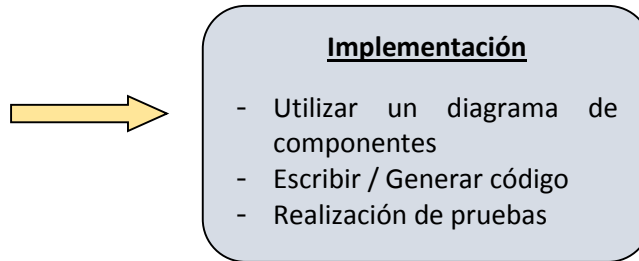 Implementación
- Utilizar un diagrama de
componentes
- Escribir / Generar código
- Realización de pruebas